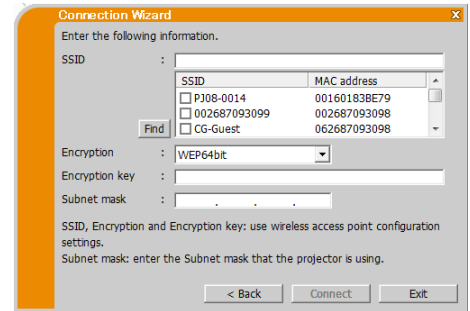 Connection Wizard x
Enter the following information.
SSID :
SSID MAC address
PJ08-0014 00160183BE79
002687093099 002687093098
Find CG-Guest 062687093098
Encryption : WEP64bit
Encryption key :
Subnet mask : . . .
SSID, Encryption and Encryption key: use wireless access point configuration
settings.
Subnet mask: enter the Subnet mask that the projector is using.
< Back Connect Exit